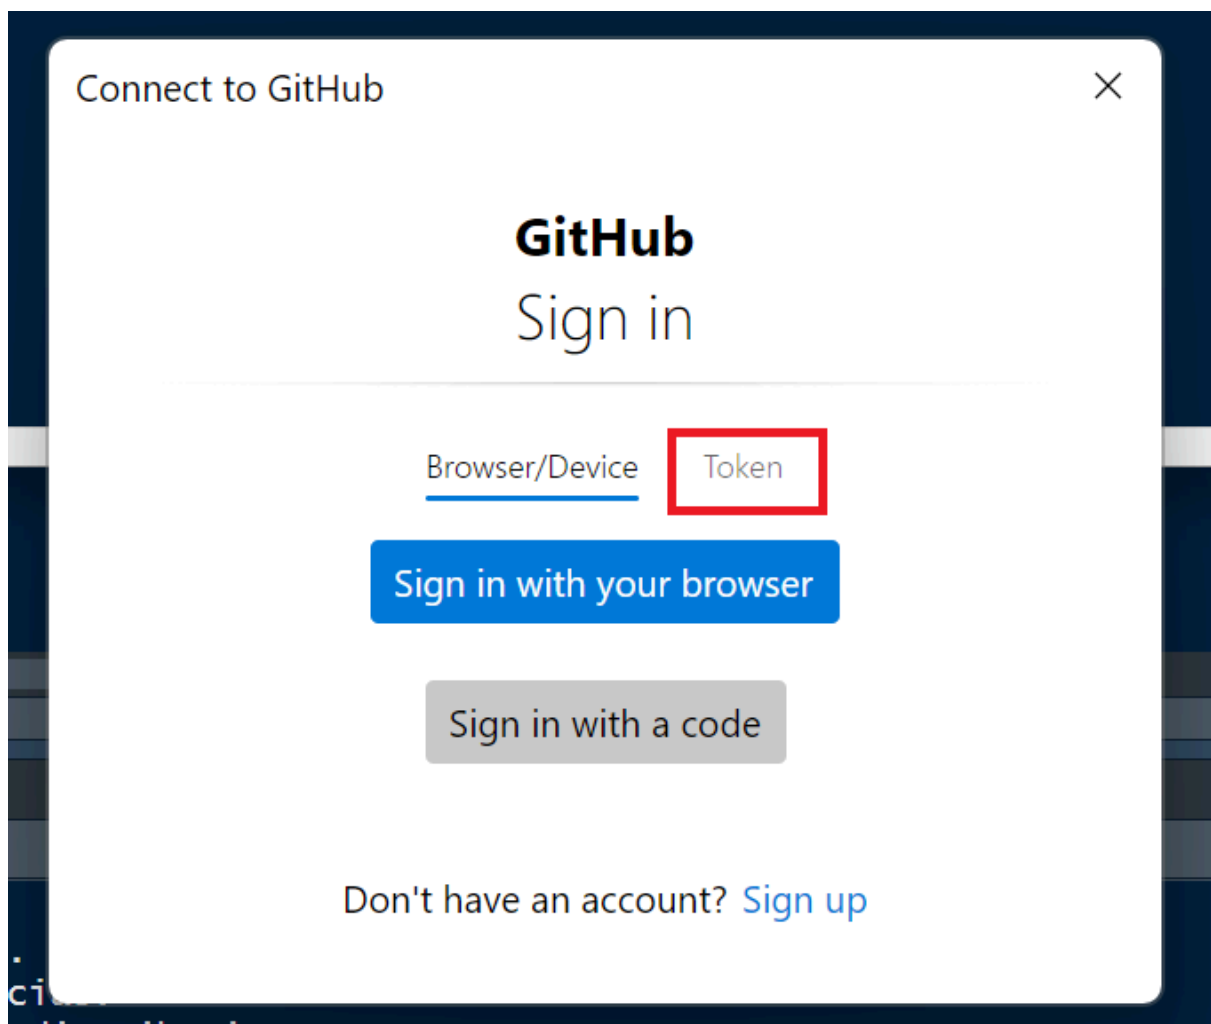 Connect to GitHub
GitHub
Sign in
Browser/Device Token
Sign in with your browser
Sign in with a code
Don't have an account? Sign up
.
ci